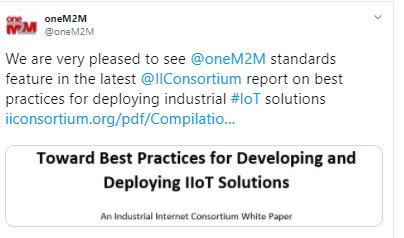 one
M2M
oneM2M
@oneM2M
We are very pleased to see @oneM2M standards
feature in the latest @IIConsortium report on best
practices for deploying industrial #IoT solutions
iiconsortium.org/pdf/Compilatio...
Toward Best Practices for Developing and
Deploying IIoT Solutions
An Industrial Internet Consortium White Paper